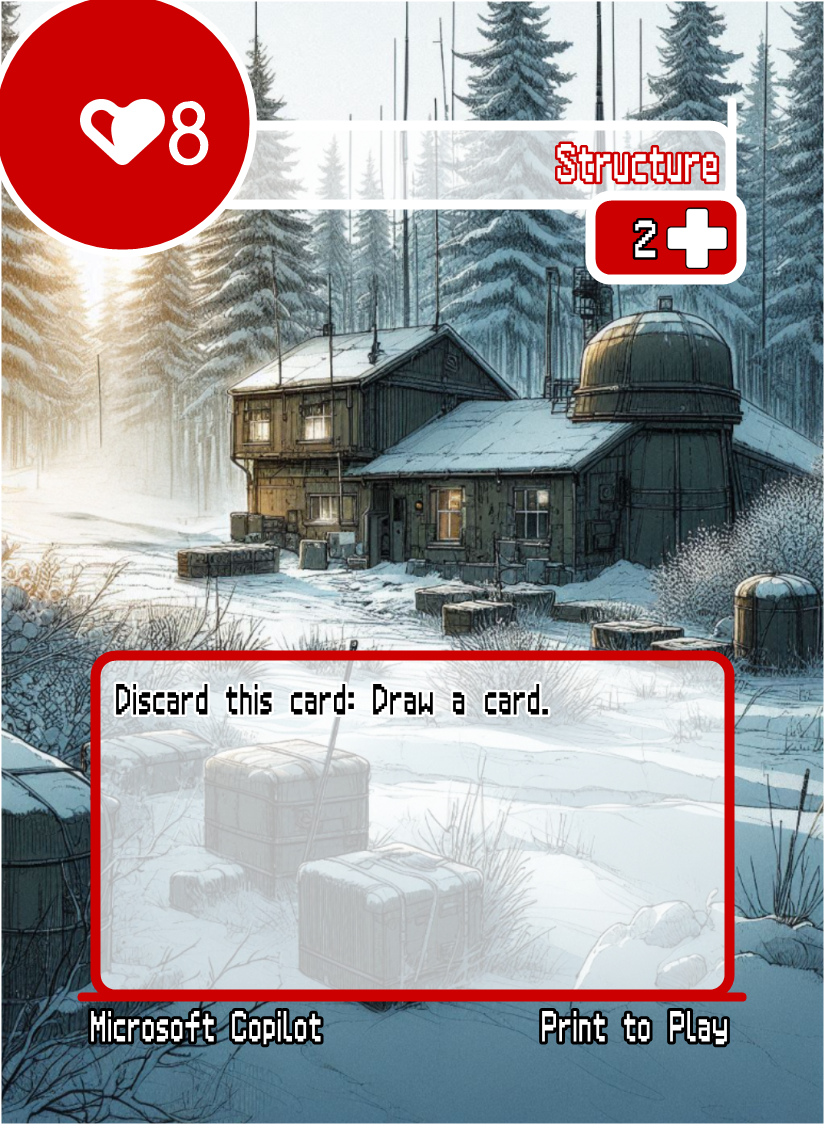 8
Structure
2
Discard this card: Draw a card.
Microsoft Copilot
Print to Play